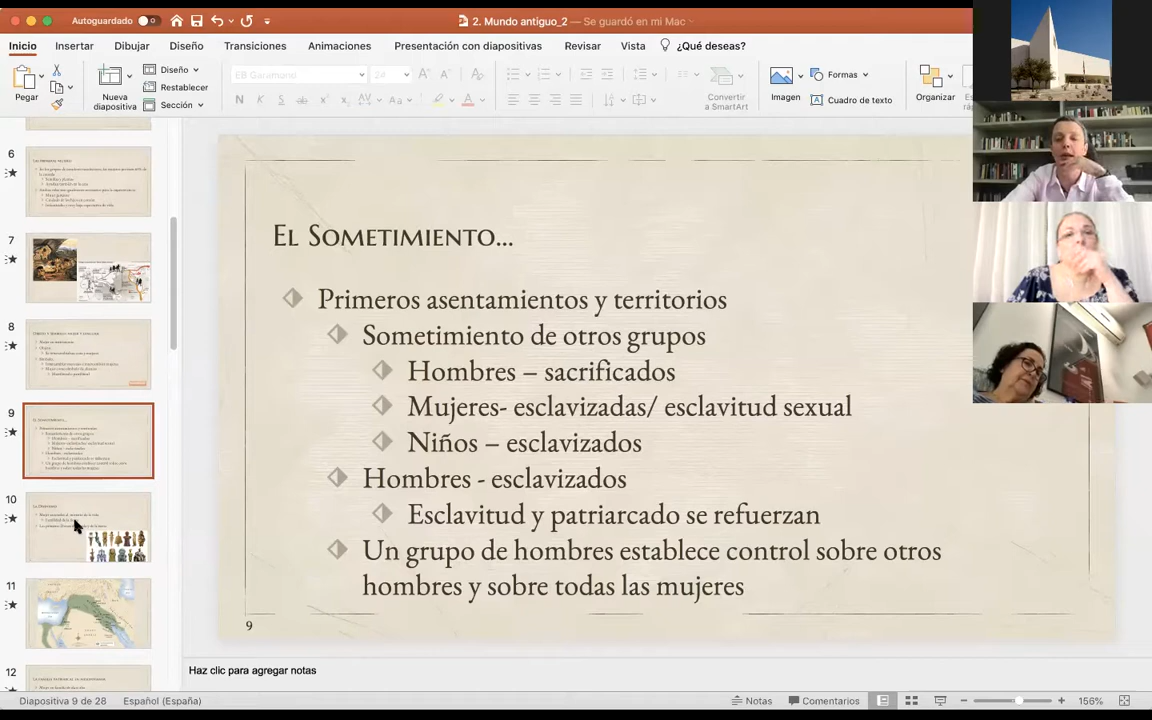 Autoguardado
2. Mundo antiguo_2 — Se guardó en mi Mac
Inicio Insertar Dibujar Diseño Transiciones Animaciones Presentación con diapositivas Revisar Vista ¿Qué deseas?
Pegar
Nueva diapositiva
Diseño
Restablecer
Sección
EB Garamond 24
N K S
Convertir a SmartArt
Imagen
Formas
Cuadro de texto
Organizar
6
7
8
9
10
11
12
El Sometimiento...
Primeros asentamientos y territorios
Sometimiento de otros grupos
Hombres – sacrificados
Mujeres- esclavizadas/ esclavitud sexual
Niños – esclavizados
Hombres - esclavizados
Esclavitud y patriarcado se refuerzan
Un grupo de hombres establece control sobre otros
hombres y sobre todas las mujeres
9
Haz clic para agregar notas
Diapositiva 9 de 28 Español (España) Notas Comentarios 156%